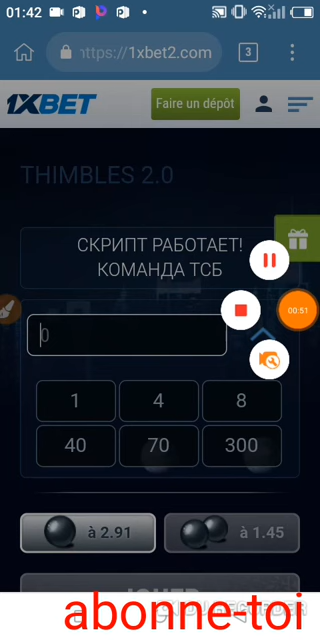 01:42
https://1xbet2.com
3
1XBET
Faire un dépôt
THIMBLES 2.0
СКРИПТ РАБОТАЕТ!
КОМАНДА ТСБ
00:51
0
1 4 8
40 70 300
à 2.91 à 1.45
abonne-toi